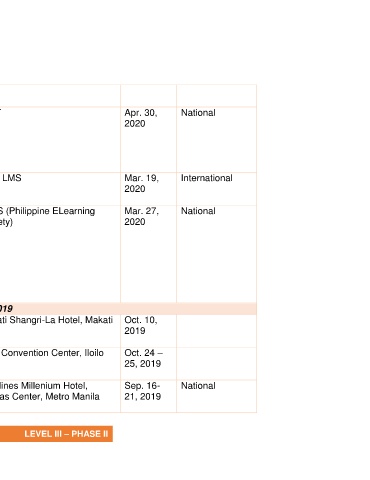 Apr. 30, National
2020
LMS Mar. 19, International
2020
S (Philippine ELearning Mar. 27, National
ety) 2020
019
ati Shangri-La Hotel, Makati Oct. 10,
2019
Convention Center, Iloilo Oct. 24 –
25, 2019
ines Millenium Hotel, Sep. 16- National
as Center, Metro Manila 21, 2019
LEVEL III – PHASE II